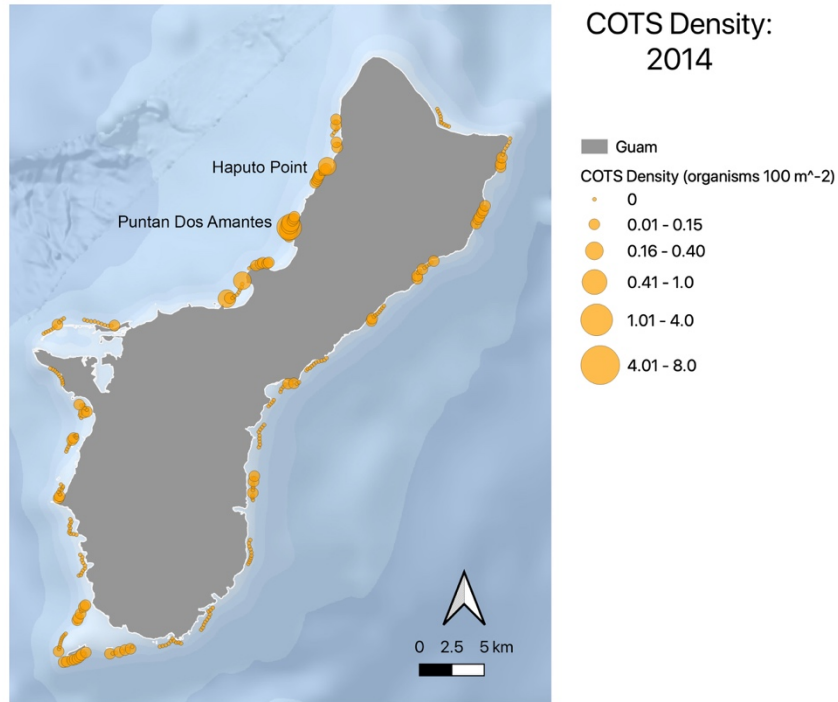 COTS Density:
2014
Haputo Point
Puntan Dos Amantes
Guam
COTS Density (organisms 100 m^-2)
0
0.01 - 0.15
0.16 - 0.40
0.41 - 1.0
1.01 - 4.0
4.01 - 8.0
0 2.5 5 km